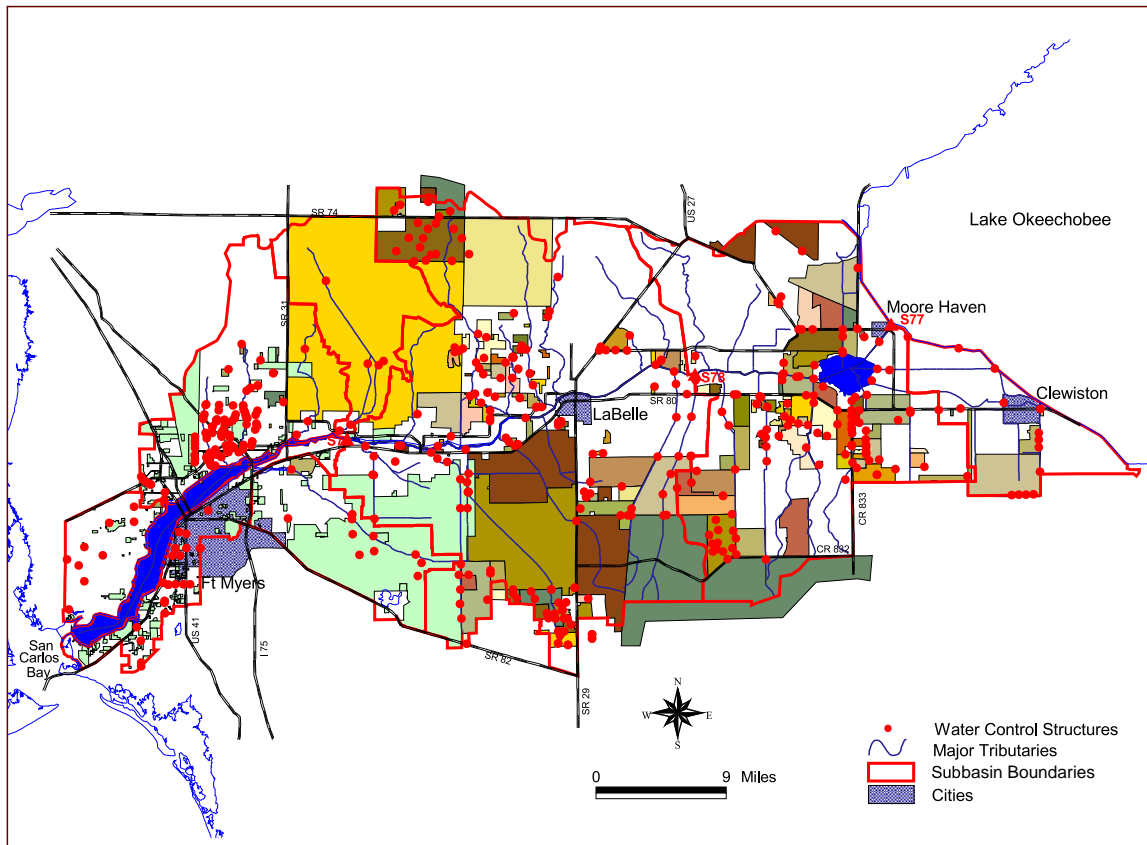 SR 74
US 27
Lake Okeechobee
SR 31
Moore Haven
S77
S78
SR 80
LaBelle
Clewiston
CR 833
CR 832
Ft Myers
US 41
I 75
San
Carlos
Bay
SR 82
SR 29
N
W
E
S
0
9
Miles
Water Control Structures
Major Tributaries
Subbasin Boundaries
Cities